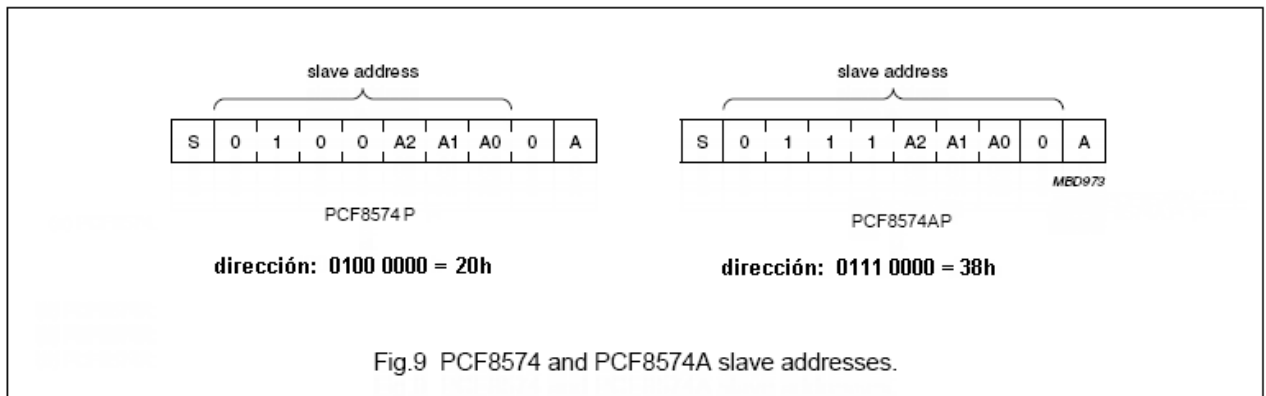 slave address
S 0 1 0 0 A2 A1 A0 0 A
PCF8574P
dirección: 0100 0000 = 20h
slave address
S 0 1 1 1 A2 A1 A0 0 A
MBD973
PCF8574AP
dirección: 0111 0000 = 38h
Fig.9 PCF8574 and PCF8574A slave addresses.